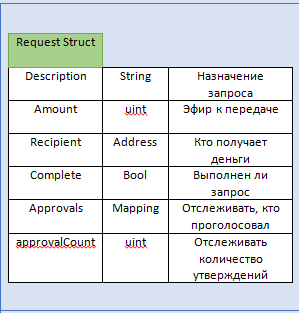 Request Struct
Description String Назначение
запроса
Amount uint Эфир к передаче
Recipient Address Кто получает
деньги
Complete Bool Выполнен ли
запрос
Approvals Mapping Отслеживать, кто
проголосовал
approvalCount uint Отслеживать
количество
утверждений